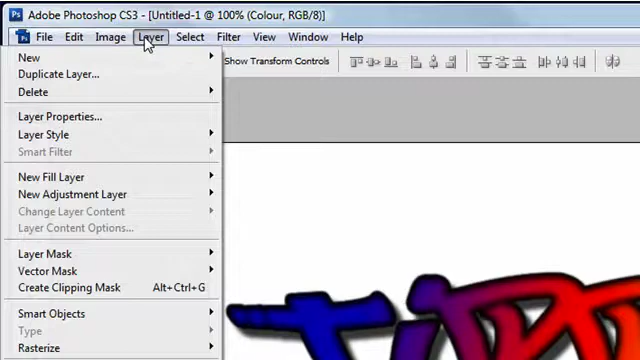 Adobe Photoshop CS3 - [Untitled-1 @ 100% (Colour, RGB/8)]
File Edit Image Layer Select Filter View Window Help
Show Transform Controls
New
Duplicate Layer...
Delete
Layer Properties...
Layer Style
Smart Filter
New Fill Layer
New Adjustment Layer
Change Layer Content
Layer Content Options...
Layer Mask
Vector Mask
Create Clipping Mask Alt+Ctrl+G
Smart Objects
Type
Rasterize